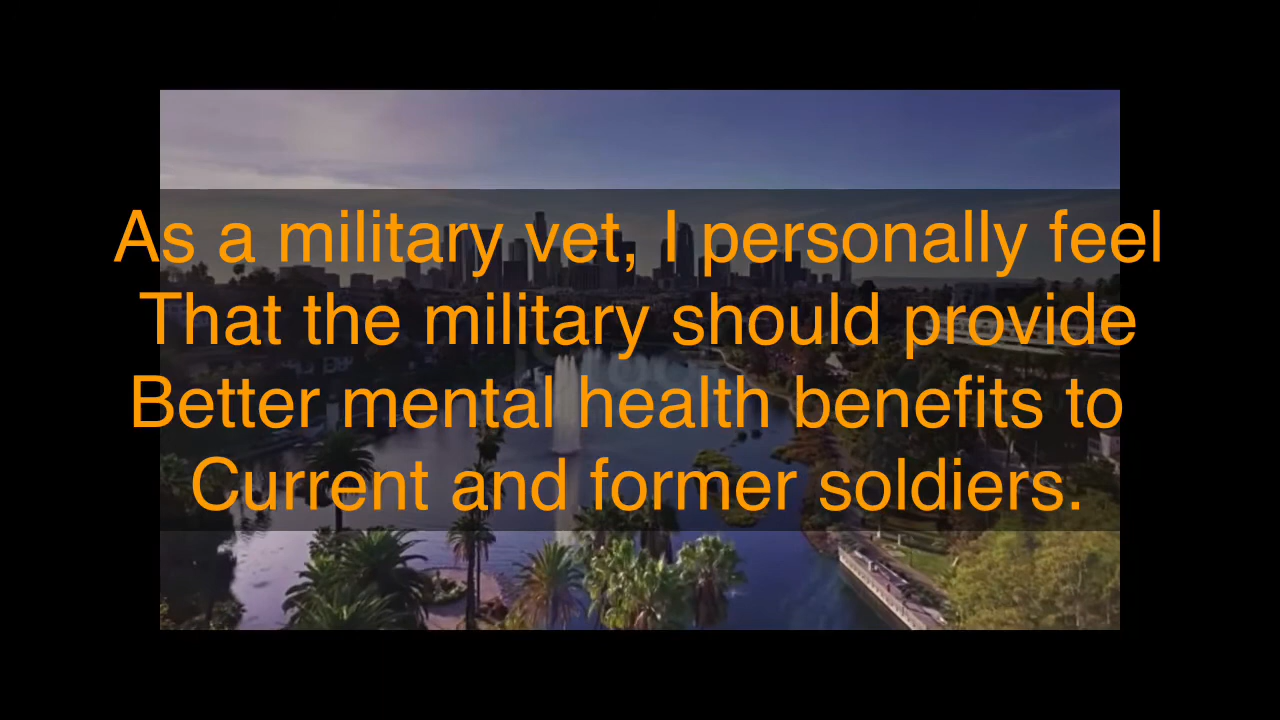 As a military vet, I personally feel
That the military should provide
Better mental health benefits to
Current and former soldiers.